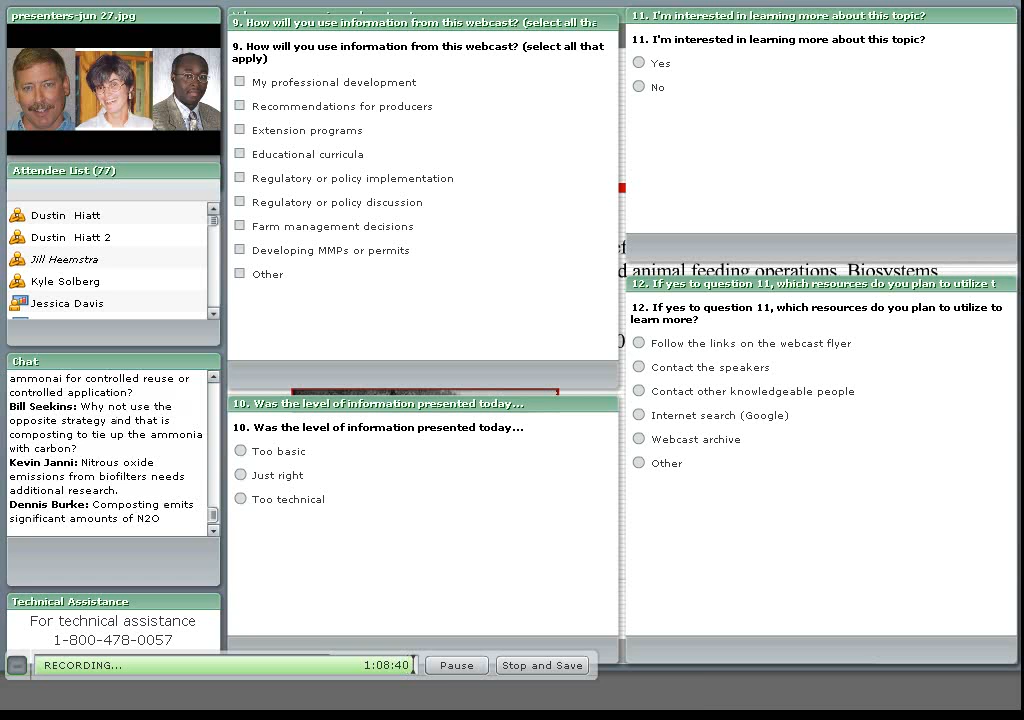 presenters-jun 27.jpg
Attendee List (77)
Dustin Hiatt
Dustin Hiatt 2
Jill Heemstra
Kyle Solberg
Jessica Davis
Chat
ammonai for controlled reuse or
controlled application?
Bill Seekins: Why not use the
opposite strategy and that is
composting to tie up the ammonia
with carbon?
Kevin Janni: Nitrous oxide
emissions from biofilters needs
additional research.
Dennis Burke: Composting emits
significant amounts of N2O
Technical Assistance
For technical assistance
1-800-478-0057
RECORDING...
1:08:40
Pause
Stop and Save
9. How will you use information from this webcast? (select all tha
9. How will you use information from this webcast? (select all that
apply)
My professional development
Recommendations for producers
Extension programs
Educational curricula
Regulatory or policy implementation
Regulatory or policy discussion
Farm management decisions
Developing MMPs or permits
Other
10. Was the level of information presented today...
10. Was the level of information presented today...
Too basic
Just right
Too technical
11. I'm interested in learning more about this topic?
11. I'm interested in learning more about this topic?
Yes
No
d animal feeding operations. Biosystems
12. If yes to question 11, which resources do you plan to utilize t
12. If yes to question 11, which resources do you plan to utilize to
learn more?
Follow the links on the webcast flyer
Contact the speakers
Contact other knowledgeable people
Internet search (Google)
Webcast archive
Other